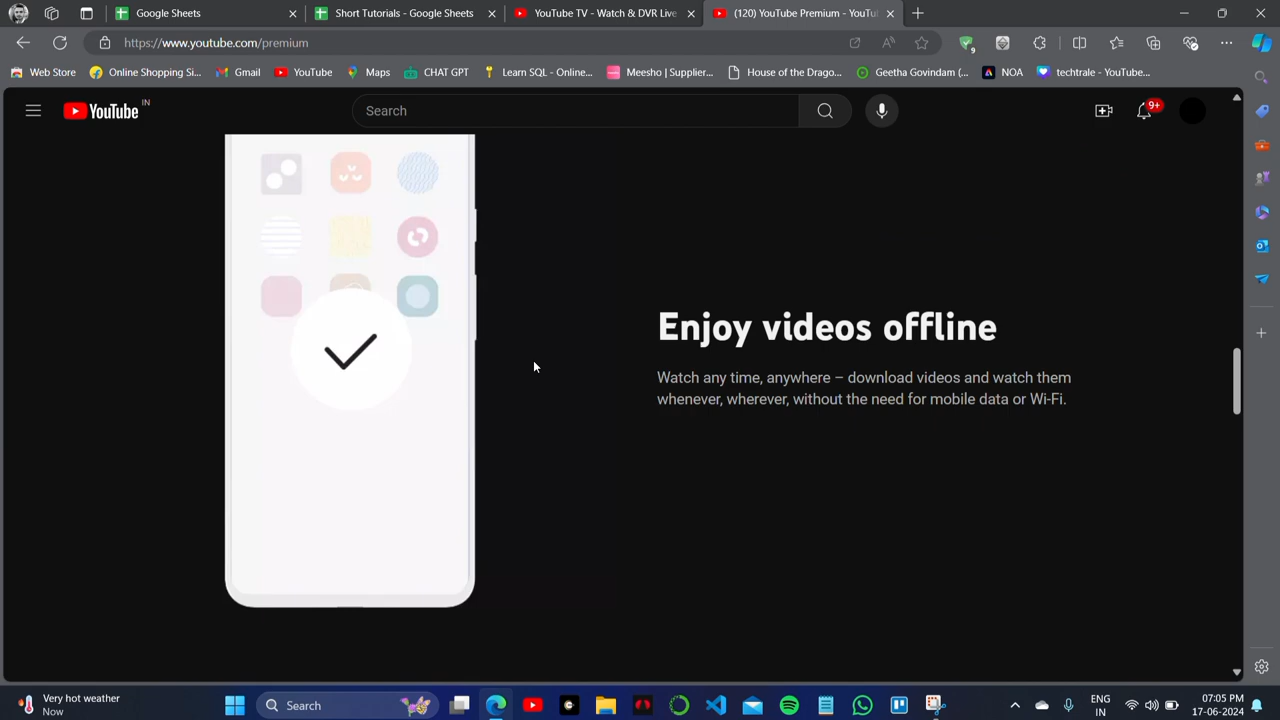 Google Sheets
Short Tutorials - Google Sheets
YouTube TV - Watch & DVR Live
(120) YouTube Premium - YouTu
https://www.youtube.com/premium
9
Web Store
Online Shopping Si...
Gmail
YouTube
Maps
CHAT GPT
Learn SQL - Online...
Meesho | Supplier...
House of the Drago...
Geetha Govindam (...
NOA
techtrale - YouTube...
YouTube IN
Search
9+
Enjoy videos offline
Watch any time, anywhere – download videos and watch them
whenever, wherever, without the need for mobile data or Wi-Fi.
Very hot weather
Now
Search
ENG
IN
07:05 PM
17-06-2024